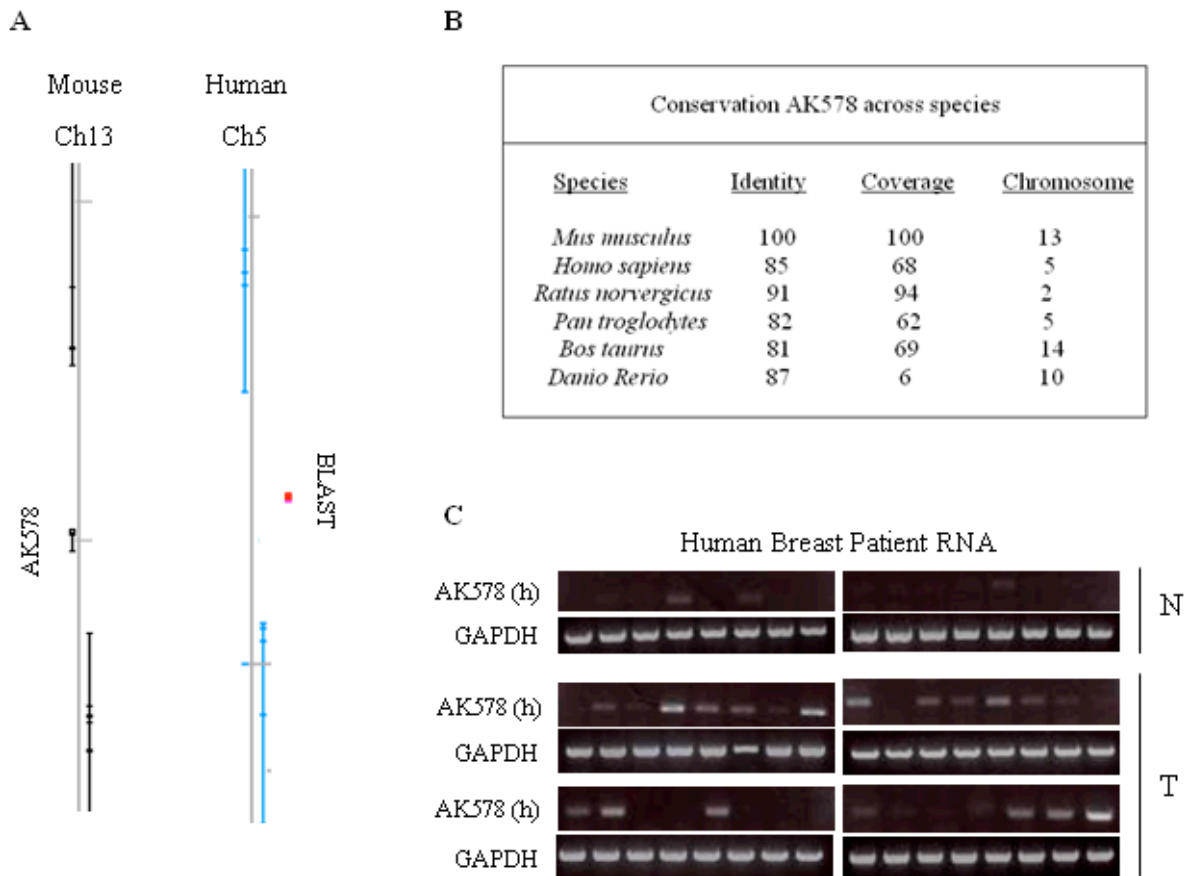 A
Mouse Human
Ch13 Ch5
AK578
BLAST
B
Conservation AK578 across species
Species Identity Coverage Chromosome
Mus musculus 100 100 13
Homo sapiens 85 68 5
Ratus norvergicus 91 94 2
Pan troglodytes 82 62 5
Bos taurus 81 69 14
Danio Rerio 87 6 10
C
Human Breast Patient RNA
AK578 (h)
GAPDH
N
AK578 (h)
GAPDH
AK578 (h)
GAPDH
T